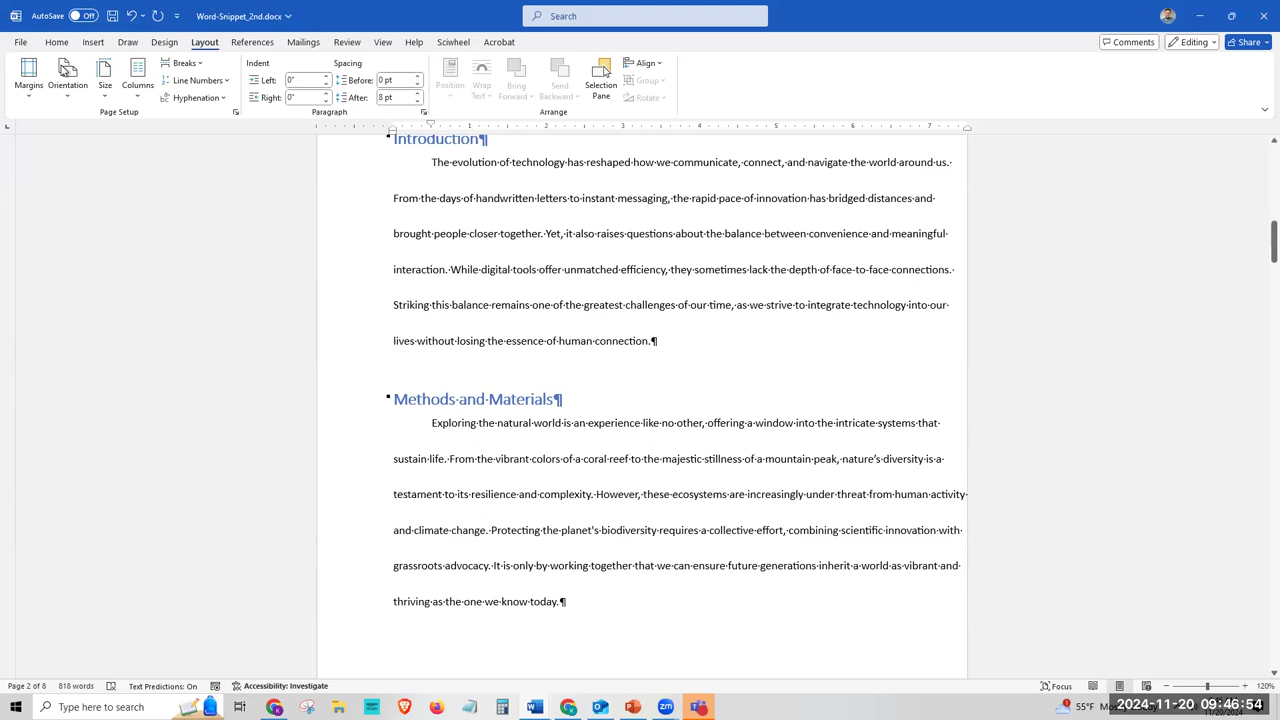 AutoSave Off Word-Snippet_2nd.docx Search
File Home Insert Draw Design Layout References Mailings Review View Help Sciwheel Acrobat Comments Editing Share
Margins Orientation Size Columns Breaks Line Numbers Hyphenation
Page Setup
Indent Spacing
Left: 0" Before: 0 pt
Right: 0" After: 8 pt
Paragraph
Position Wrap Text Bring Forward Send Backward Selection Pane Align Group Rotate
Arrange
1 2 3 4 5 6 7
Introduction¶
The·evolution·of·technology·has·reshaped·how·we·communicate,·connect,·and·navigate·the·world·around·us.·
From·the·days·of·handwritten·letters·to·instant·messaging,·the·rapid·pace·of·innovation·has·bridged·distances·and·
brought·people·closer·together.·Yet,·it·also·raises·questions·about·the·balance·between·convenience·and·meaningful·
interaction.·While·digital·tools·offer·unmatched·efficiency,·they·sometimes·lack·the·depth·of·face-to-face·connections.·
Striking·this·balance·remains·one·of·the·greatest·challenges·of·our·time,·as·we·strive·to·integrate·technology·into·our·
lives·without·losing·the·essence·of·human·connection.¶
Methods·and·Materials¶
Exploring·the·natural·world·is·an·experience·like·no·other,·offering·a·window·into·the·intricate·systems·that·
sustain·life.·From·the·vibrant·colors·of·a·coral·reef·to·the·majestic·stillness·of·a·mountain·peak,·nature’s·diversity·is·a·
testament·to·its·resilience·and·complexity.·However,·these·ecosystems·are·increasingly·under·threat·from·human·activity·
and·climate·change.·Protecting·the·planet's·biodiversity·requires·a·collective·effort,·combining·scientific·innovation·with·
grassroots·advocacy.·It·is·only·by·working·together·that·we·can·ensure·future·generations·inherit·a·world·as·vibrant·and·
thriving·as·the·one·we·know·today.¶
Page 2 of 8 818 words Text Predictions: On Accessibility: Investigate Focus 120%
Type here to search 55°F 2024-11-20 09:46:54